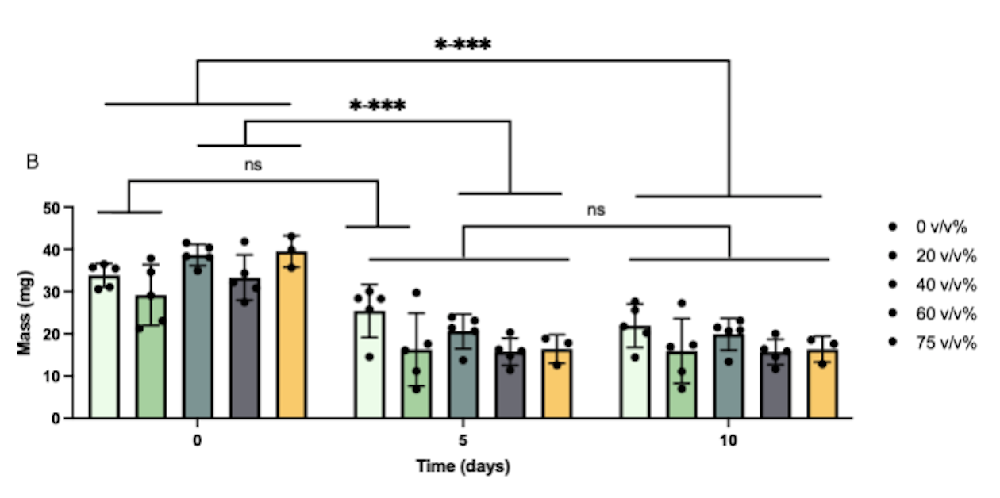 *-***
*-***
B
ns
ns
50
40
30
20
10
0
Mass (mg)
0 5 10
Time (days)
0 v/v%
20 v/v%
40 v/v%
60 v/v%
75 v/v%